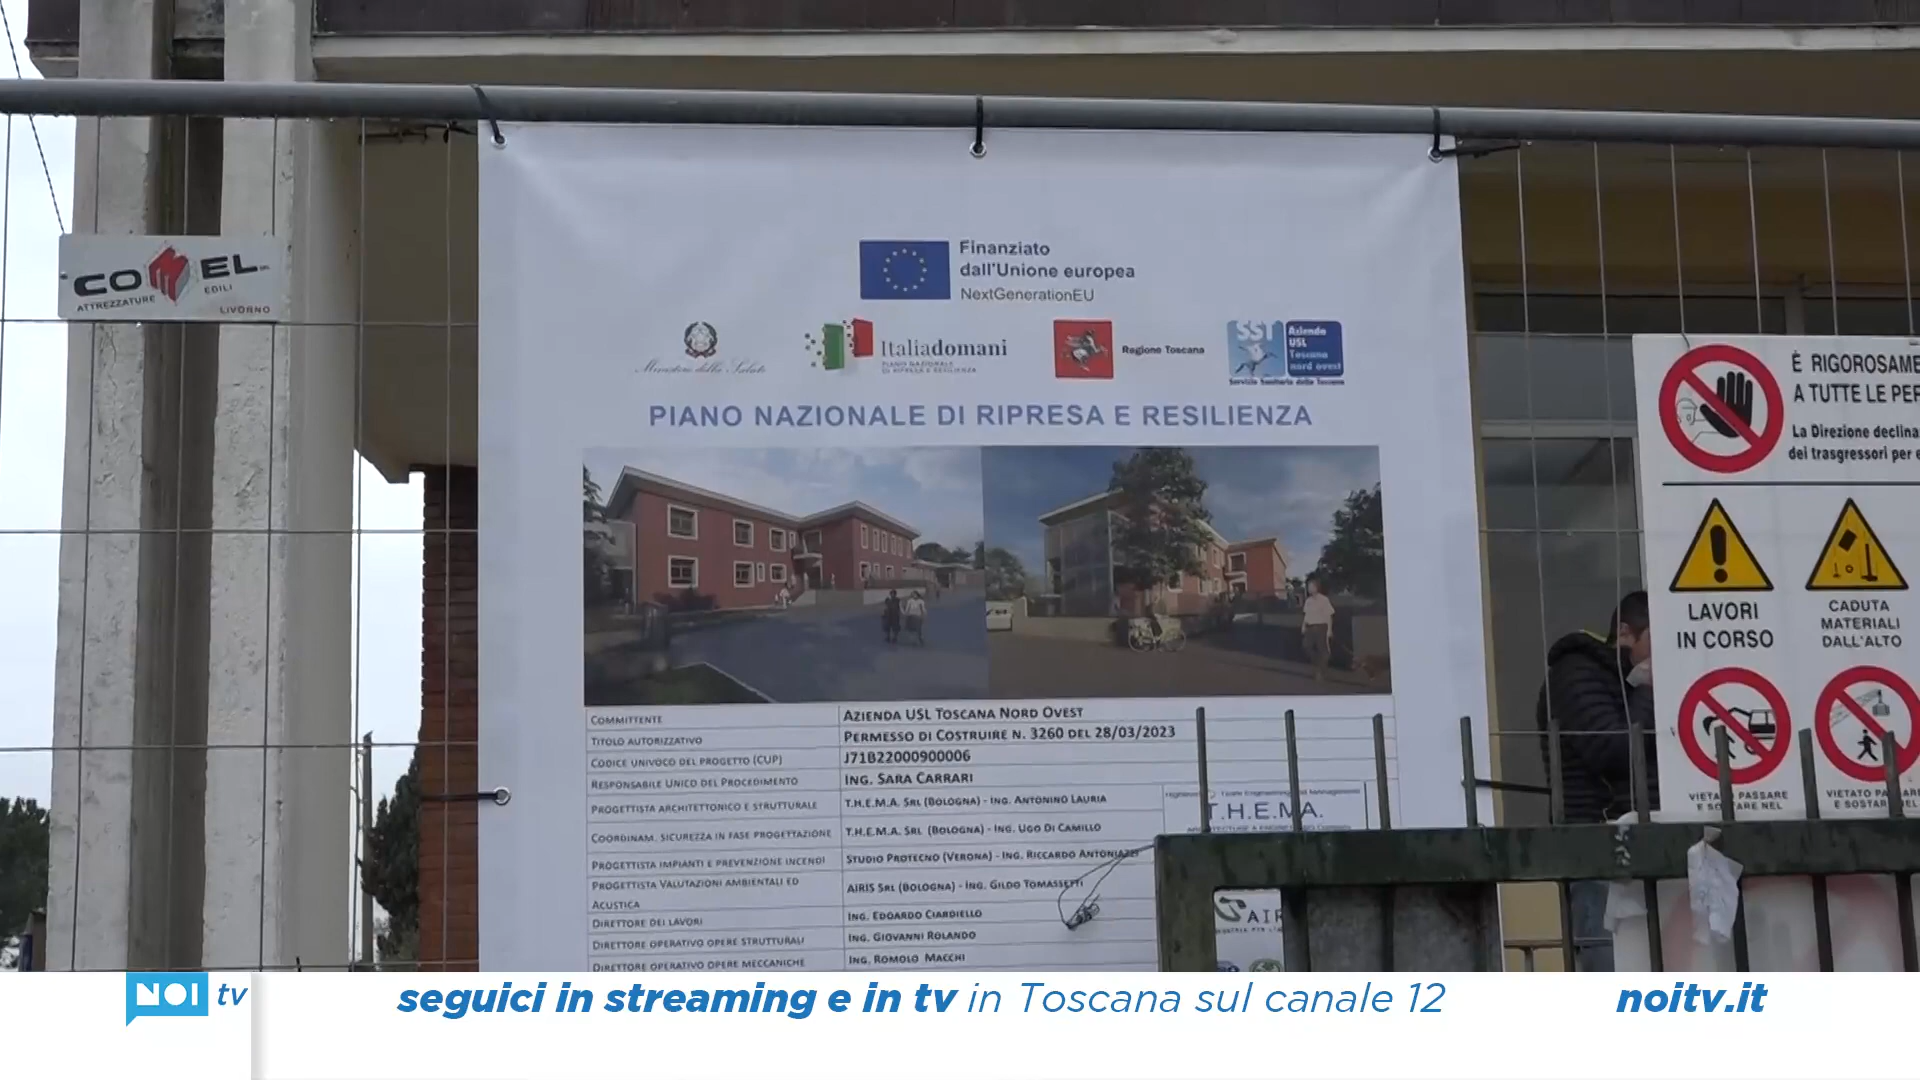 COMEL SRL
ATTREZZATURE EDILI
LIVORNO
Finanziato
dall'Unione europea
NextGenerationEU
Ministero della Salute
Italiadomani
PIANO NAZIONALE
DI RIPRESA E RESILIENZA
Regione Toscana
SST
Azienda
USL
Toscana
nord ovest
Servizio Sanitario della Toscana
PIANO NAZIONALE DI RIPRESA E RESILIENZA
COMMITTENTE AZIENDA USL TOSCANA NORD OVEST
TITOLO AUTORIZZATIVO PERMESSO DI COSTRUIRE N. 3260 DEL 28/03/2023
CODICE UNIVOCO DEL PROGETTO (CUP) J71B22000900006
RESPONSABILE UNICO DEL PROCEDIMENTO ING. SARA CARRARI
PROGETTISTA ARCHITETTONICO E STRUTTURALE T.H.E.M.A. SRL (BOLOGNA) - ING. ANTONINO LAURIA
T.H.E.M.A.
COORDINAM. SICUREZZA IN FASE PROGETTAZIONE T.H.E.M.A. SRL (BOLOGNA) - ING. UGO DI CAMILLO
PROGETTISTA IMPIANTI E PREVENZIONE INCENDI STUDIO PROTECNO (VERONA) - ING. RICCARDO ANTONIAZZI
PROGETTISTA VALUTAZIONI AMBIENTALI ED
ACUSTICA AIRIS SRL (BOLOGNA) - ING. GILDO TOMASSETTI
AIR
DIRETTORE DEI LAVORI ING. EDOARDO CIARDIELLO
DIRETTORE OPERATIVO OPERE STRUTTURALI ING. GIOVANNI ROLANDO
DIRETTORE OPERATIVO OPERE MECCANICHE ING. ROMOLO MACCHI
È RIGOROSAME
A TUTTE LE PER
La Direzione declina
dei trasgressori per e
LAVORI
IN CORSO
CADUTA
MATERIALI
DALL'ALTO
VIETATO PASSARE
E SOSTARE NEL
VIETATO PASSARE
E SOSTARE NEL
NOI tv
seguici in streaming e in tv in Toscana sul canale 12
noitv.it